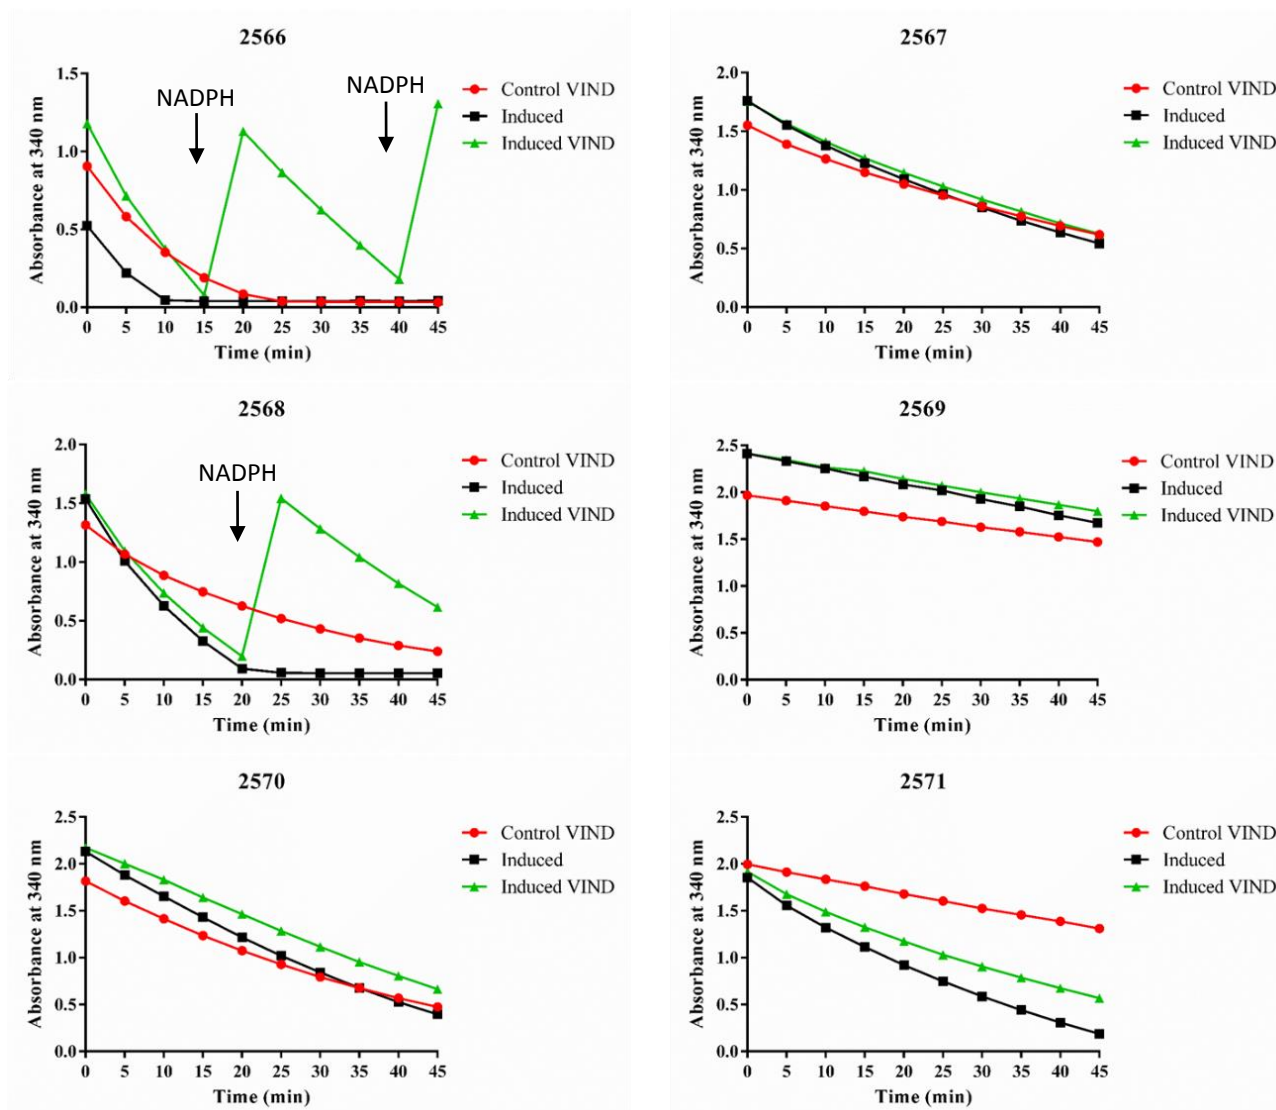 2566
Absorbance at 340 nm
1.5
1.0
0.5
0.0
NADPH
NADPH
Control VIND
Induced
Induced VIND
0 5 10 15 20 25 30 35 40 45
Time (min)
2567
Absorbance at 340 nm
2.0
1.5
1.0
0.5
0.0
Control VIND
Induced
Induced VIND
0 5 10 15 20 25 30 35 40 45
Time (min)
2568
Absorbance at 340 nm
2.0
1.5
1.0
0.5
0.0
NADPH
Control VIND
Induced
Induced VIND
0 5 10 15 20 25 30 35 40 45
Time (min)
2569
Absorbance at 340 nm
2.5
2.0
1.5
1.0
0.5
0.0
Control VIND
Induced
Induced VIND
0 5 10 15 20 25 30 35 40 45
Time (min)
2570
Absorbance at 340 nm
2.5
2.0
1.5
1.0
0.5
0.0
Control VIND
Induced
Induced VIND
0 5 10 15 20 25 30 35 40 45
Time (min)
2571
Absorbance at 340 nm
2.5
2.0
1.5
1.0
0.5
0.0
Control VIND
Induced
Induced VIND
0 5 10 15 20 25 30 35 40 45
Time (min)